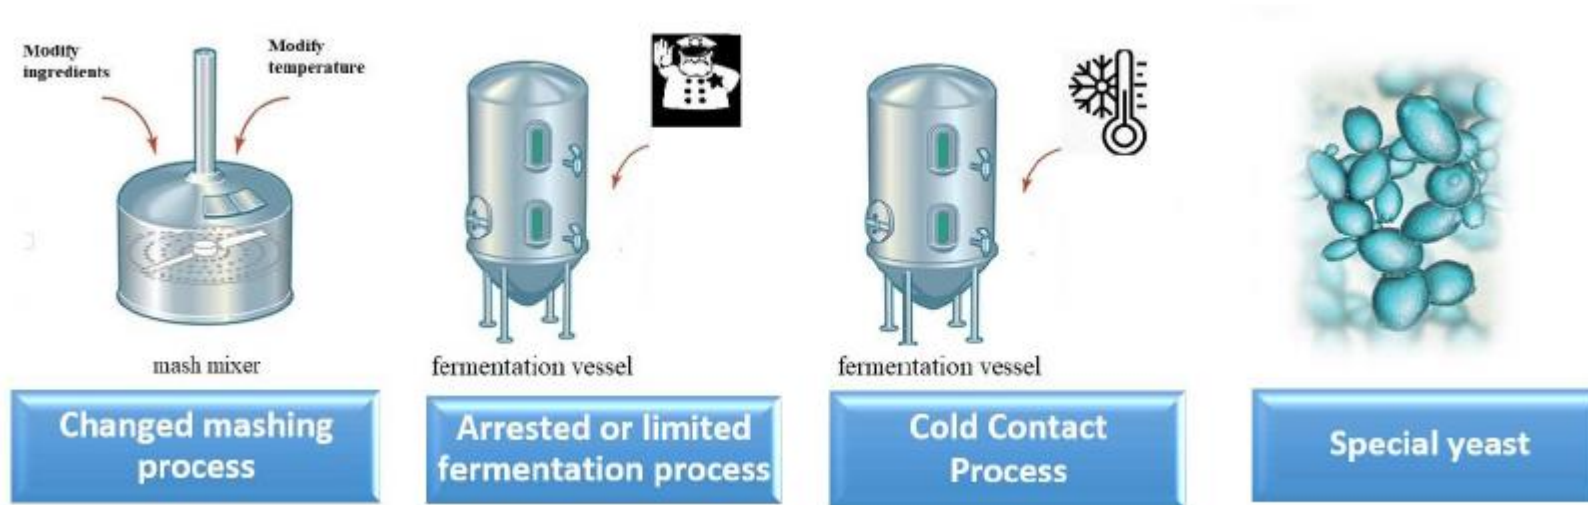 Modify
ingredients
Modify
temperature
mash mixer
fermentation vessel
fermentation vessel
Changed mashing
process
Arrested or limited
fermentation process
Cold Contact
Process
Special yeast